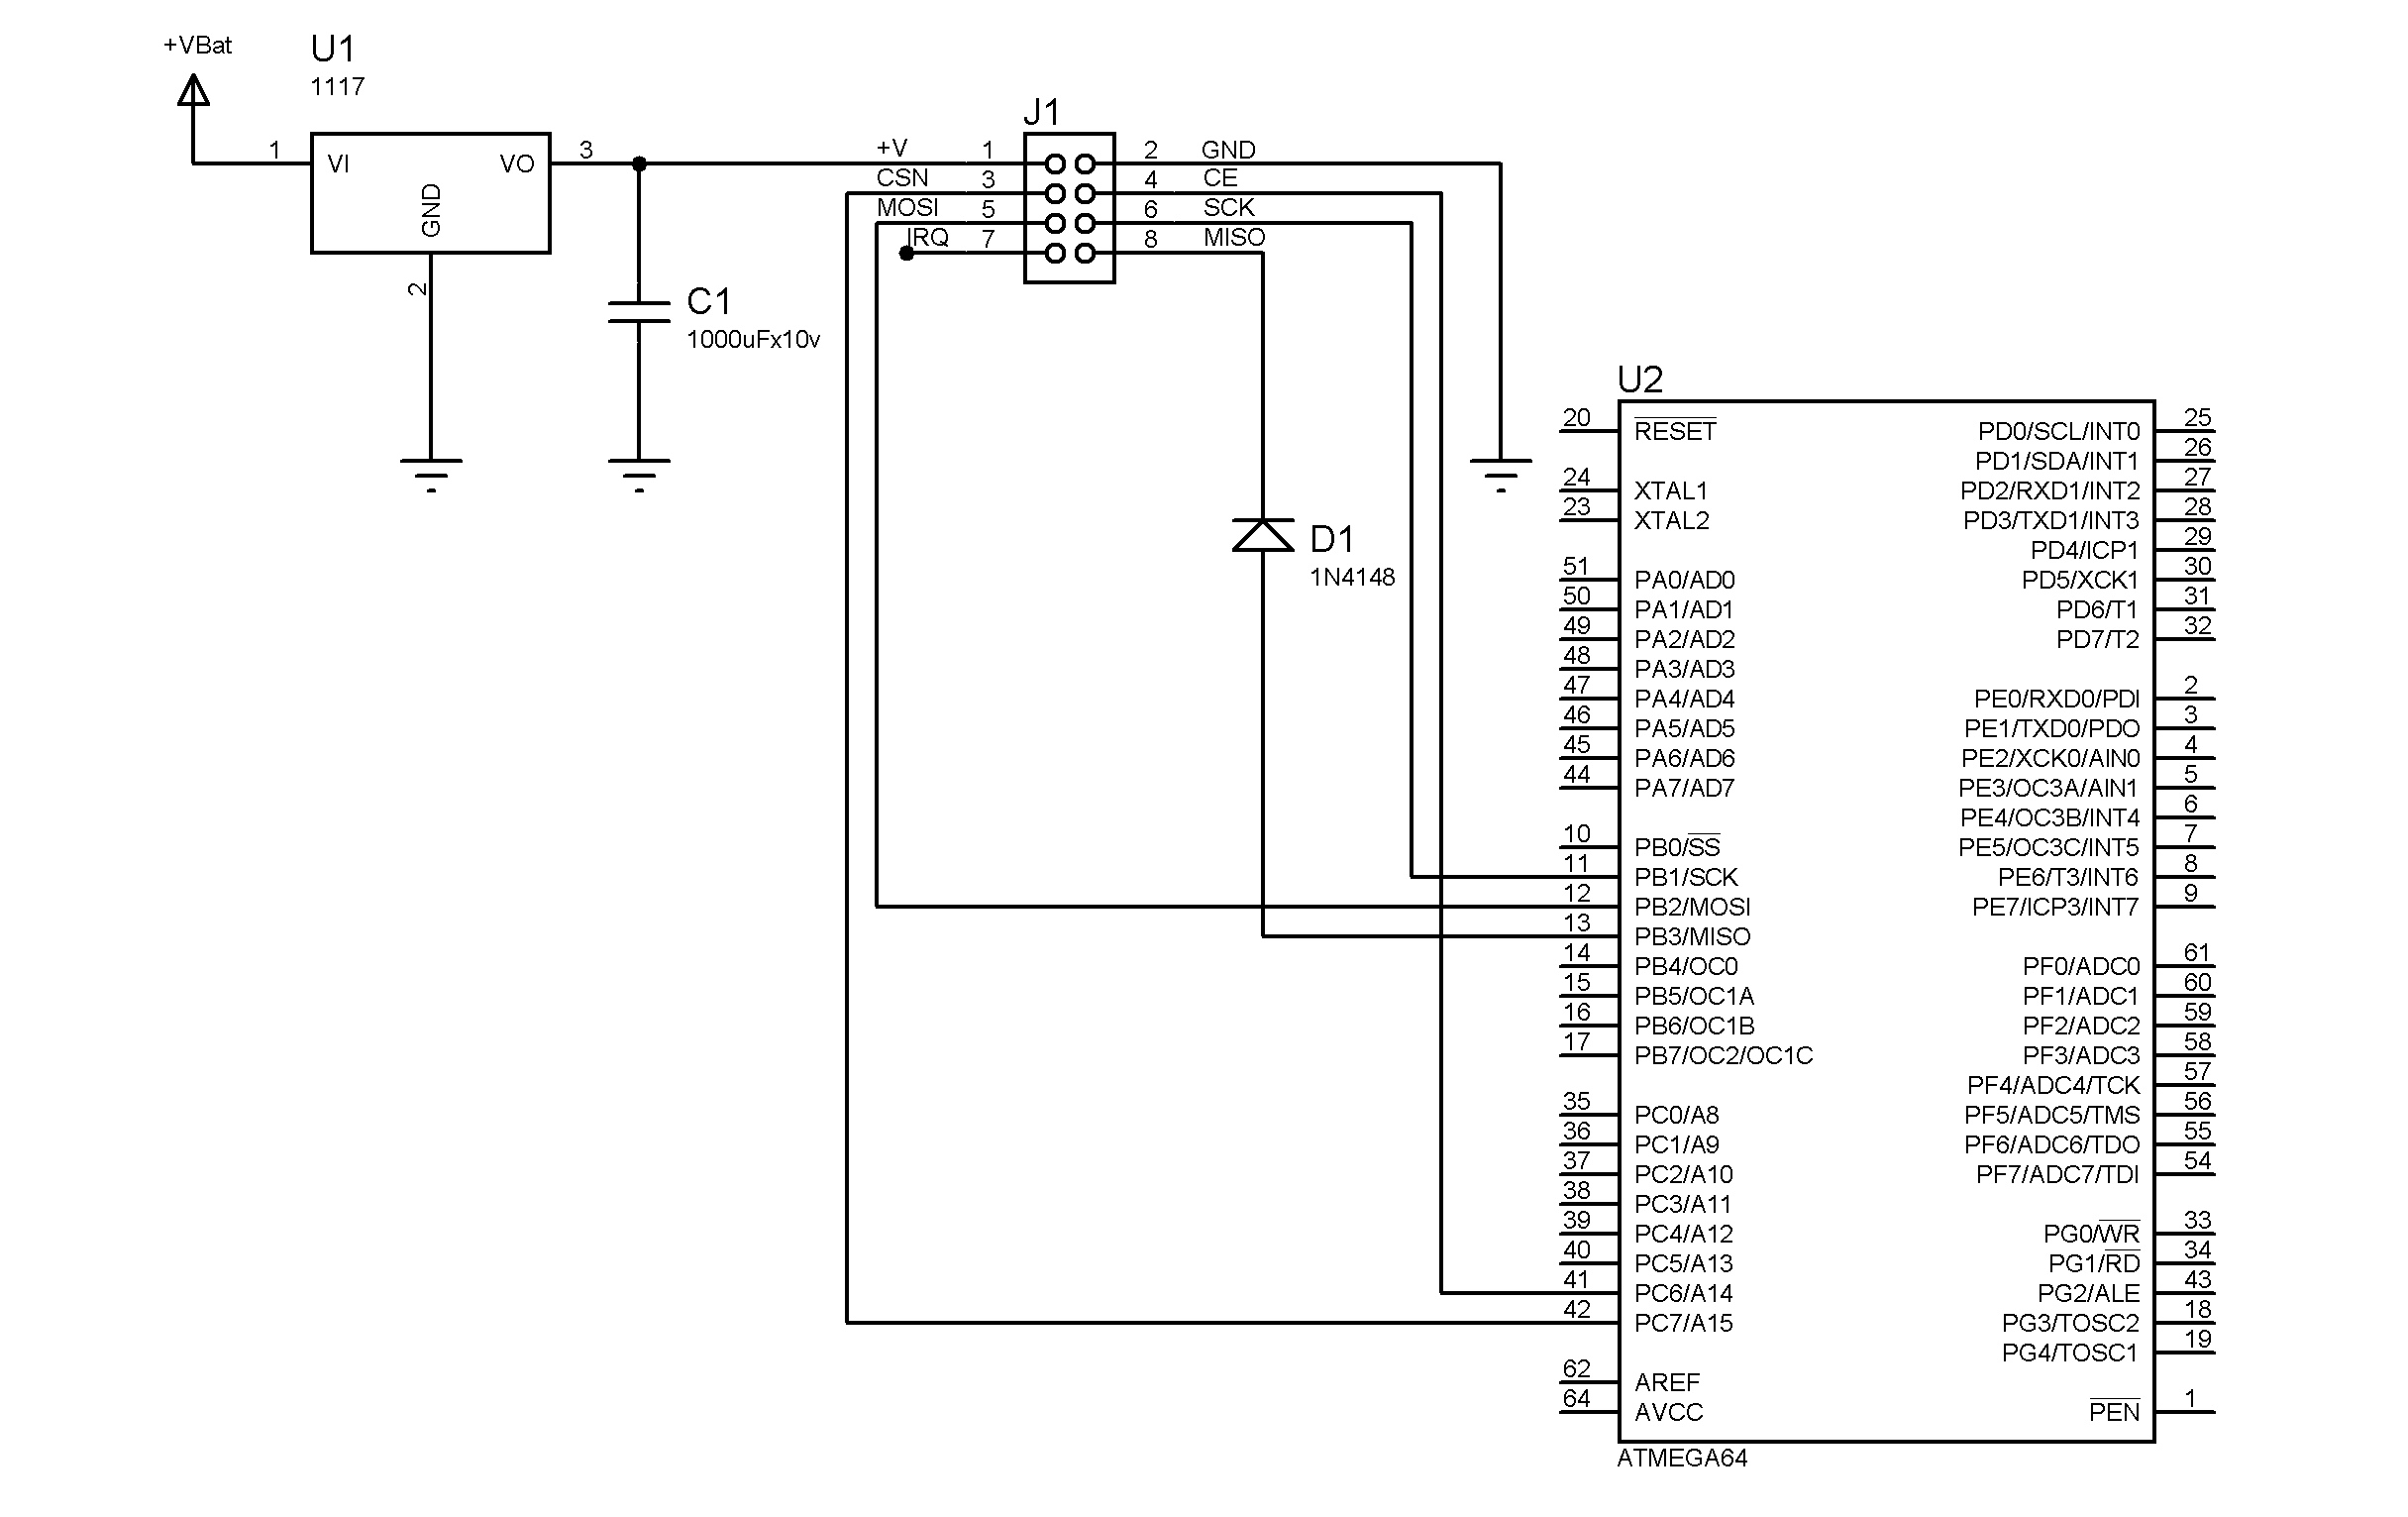 +VBat
U1
1117
1
VI
VO
3
GND
2
C1
1000uFx10v
J1
+V
1
2
GND
CSN
3
4
CE
MOSI
5
6
SCK
IRQ
7
8
MISO
D1
1N4148
U2
20
RESET
24
XTAL1
23
XTAL2
51
PA0/AD0
50
PA1/AD1
49
PA2/AD2
48
PA3/AD3
47
PA4/AD4
46
PA5/AD5
45
PA6/AD6
44
PA7/AD7
10
PB0/SS
11
PB1/SCK
12
PB2/MOSI
13
PB3/MISO
14
PB4/OC0
15
PB5/OC1A
16
PB6/OC1B
17
PB7/OC2/OC1C
35
PC0/A8
36
PC1/A9
37
PC2/A10
38
PC3/A11
39
PC4/A12
40
PC5/A13
41
PC6/A14
42
PC7/A15
62
AREF
64
AVCC
PD0/SCL/INT0
25
PD1/SDA/INT1
26
PD2/RXD1/INT2
27
PD3/TXD1/INT3
28
PD4/ICP1
29
PD5/XCK1
30
PD6/T1
31
PD7/T2
32
PE0/RXD0/PDI
2
PE1/TXD0/PDO
3
PE2/XCK0/AIN0
4
PE3/OC3A/AIN1
5
PE4/OC3B/INT4
6
PE5/OC3C/INT5
7
PE6/T3/INT6
8
PE7/ICP3/INT7
9
PF0/ADC0
61
PF1/ADC1
60
PF2/ADC2
59
PF3/ADC3
58
PF4/ADC4/TCK
57
PF5/ADC5/TMS
56
PF6/ADC6/TDO
55
PF7/ADC7/TDI
54
PG0/WR
33
PG1/RD
34
PG2/ALE
43
PG3/TOSC2
18
PG4/TOSC1
19
PEN
1
ATMEGA64